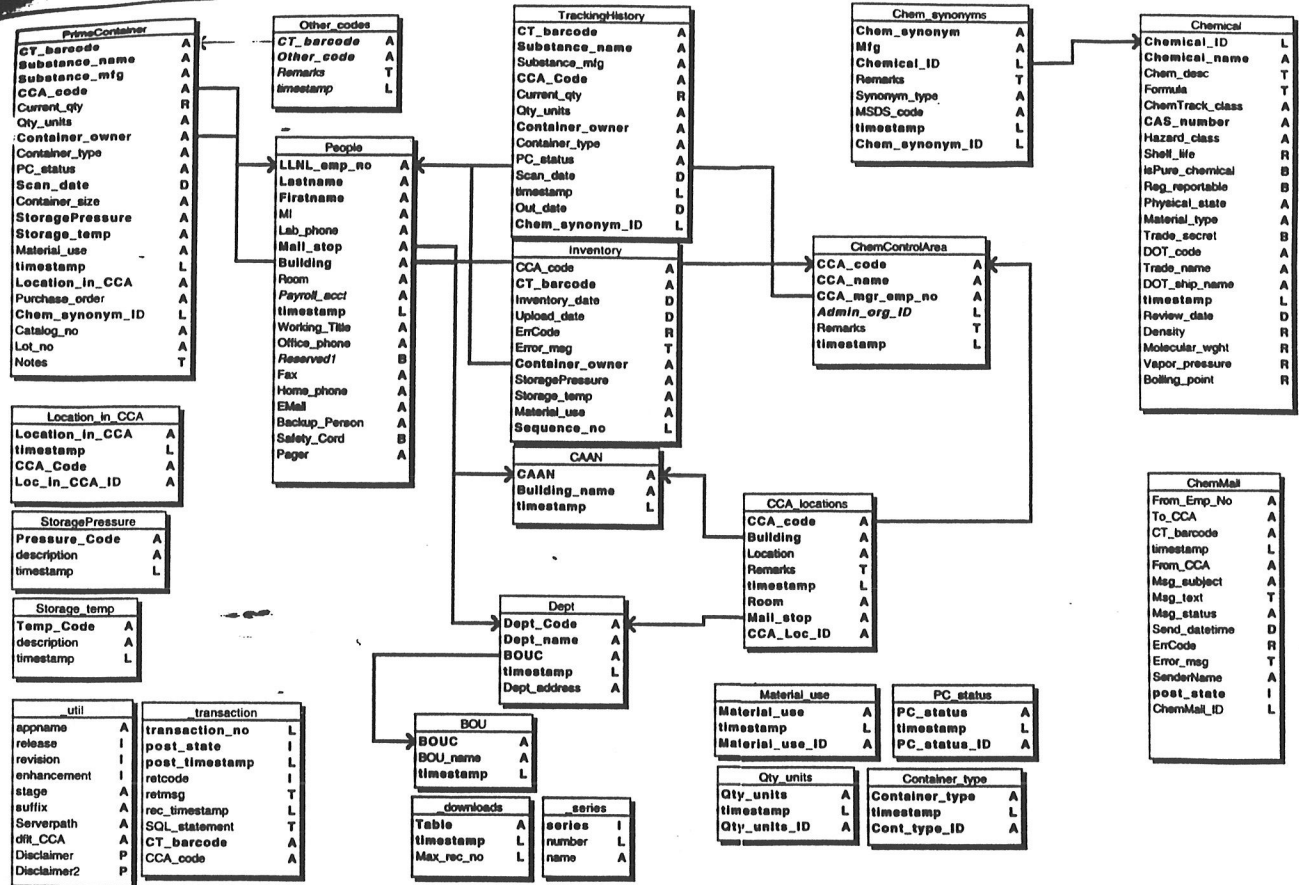 PrimeContainer
CT_barcode A
Substance_name A
Substance_mfg A
CCA_code A
Current_qty R
Qty_units A
Container_owner A
Container_type A
PC_status A
Scan_date D
Container_size A
StoragePressure A
Storage_temp A
Material_use A
timestamp L
Location_in_CCA A
Purchase_order A
Chem_synonym_ID L
Catalog_no A
Lot_no A
Notes T
Other_codes
CT_barcode A
Other_code A
Remarks T
timestamp L
People
LLNL_emp_no A
Lastname A
Firstname A
MI A
Lab_phone A
Mail_stop A
Building A
Room A
Payroll_acct A
timestamp L
Working_Title A
Office_phone A
Reserved1 B
Fax A
Home_phone A
EMail A
Backup_Person A
Safety_Cord B
Pager A
TrackingHistory
CT_barcode A
Substance_name A
Substance_mfg A
CCA_Code A
Current_qty R
Qty_units A
Container_owner A
Container_type A
PC_status A
Scan_date D
timestamp L
Out_date D
Chem_synonym_ID L
Inventory
CCA_code A
CT_barcode A
Inventory_date D
Upload_date D
ErrCode R
Error_msg T
Container_owner A
StoragePressure A
Storage_temp A
Material_use A
Sequence_no L
CAAN
CAAN A
Building_name A
timestamp L
Chem_synonyms
Chem_synonym A
Mfg A
Chemical_ID L
Remarks T
Synonym_type A
MSDS_code A
timestamp L
Chem_synonym_ID L
ChemControlArea
CCA_code A
CCA_name A
CCA_mgr_emp_no A
Admin_org_ID L
Remarks T
timestamp L
Chemical
Chemical_ID L
Chemical_name A
Chem_desc T
Formula T
ChemTrack_class A
CAS_number A
Hazard_class A
Shelf_life R
isPure_chemical B
Reg_reportable B
Physical_state A
Material_type A
Trade_secret B
DOT_code A
Trade_name A
DOT_ship_name A
timestamp L
Review_date D
Density R
Molecular_wght R
Vapor_pressure R
Boiling_point R
Location_in_CCA
Location_in_CCA A
timestamp L
CCA_Code A
Loc_in_CCA_ID A
StoragePressure
Pressure_Code A
description A
timestamp L
Storage_temp
Temp_Code A
description A
timestamp L
CCA_locations
CCA_code A
Building A
Location A
Remarks T
timestamp L
Room A
Mail_stop A
CCA_Loc_ID A
ChemMail
From_Emp_No A
To_CCA A
CT_barcode A
timestamp L
From_CCA A
Msg_subject A
Msg_text T
Msg_status A
Send_datetime D
ErrCode R
Error_msg T
SenderName A
post_state I
ChemMail_ID L
Dept
Dept_Code A
Dept_name A
BOUC A
timestamp L
Dept_address A
BOU
BOUC A
BOU_name A
timestamp L
_util
appname A
release I
revision I
enhancement I
stage A
suffix A
Serverpath A
dflt_CCA A
Disclaimer P
Disclaimer2 P
_transaction
transaction_no L
post_state I
post_timestamp L
retcode I
retmsg T
rec_timestamp L
SQL_statement T
CT_barcode A
CCA_code A
_downloads
Table A
timestamp L
Max_rec_no L
_series
series I
number L
name A
Material_use
Material_use A
timestamp L
Material_use_ID A
PC_status
PC_status A
timestamp L
PC_status_ID A
Qty_units
Qty_units A
timestamp L
Qty_units_ID A
Container_type
Container_type A
timestamp L
Cont_type_ID A